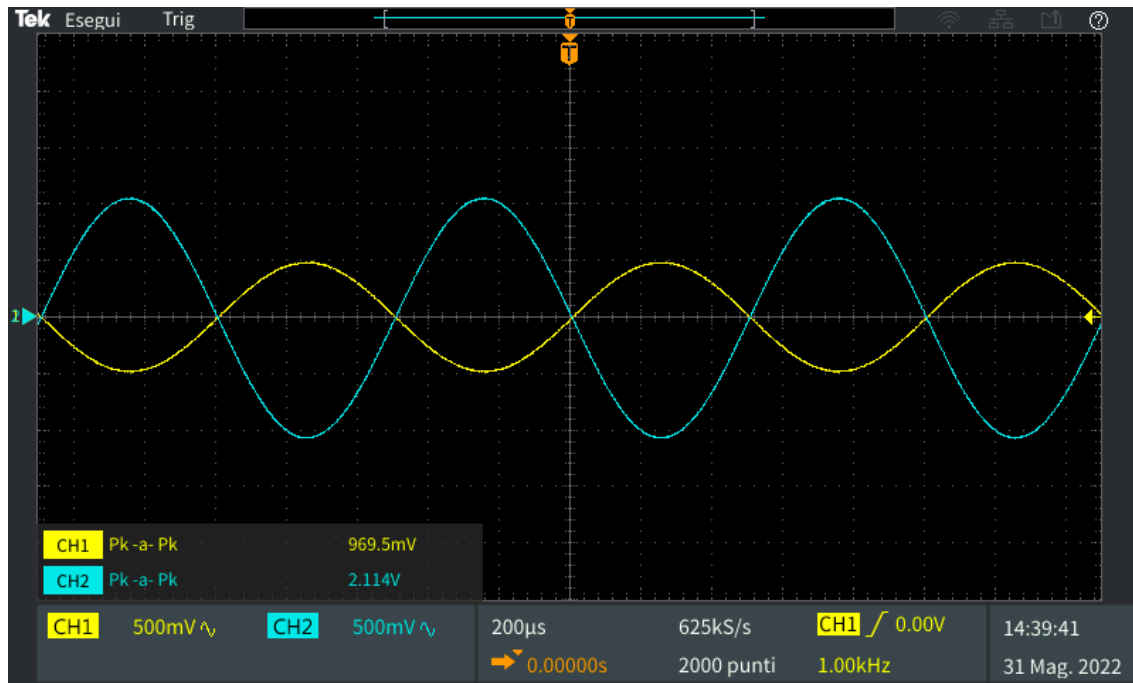 Tek Esegui Trig
T
T
CH1 Pk -a- Pk 969.5mV
CH2 Pk -a- Pk 2.114V
CH1 500mV CH2 500mV 200µs 625kS/s CH1 0.00V 14:39:41
0.00000s 2000 punti 1.00kHz 31 Mag. 2022